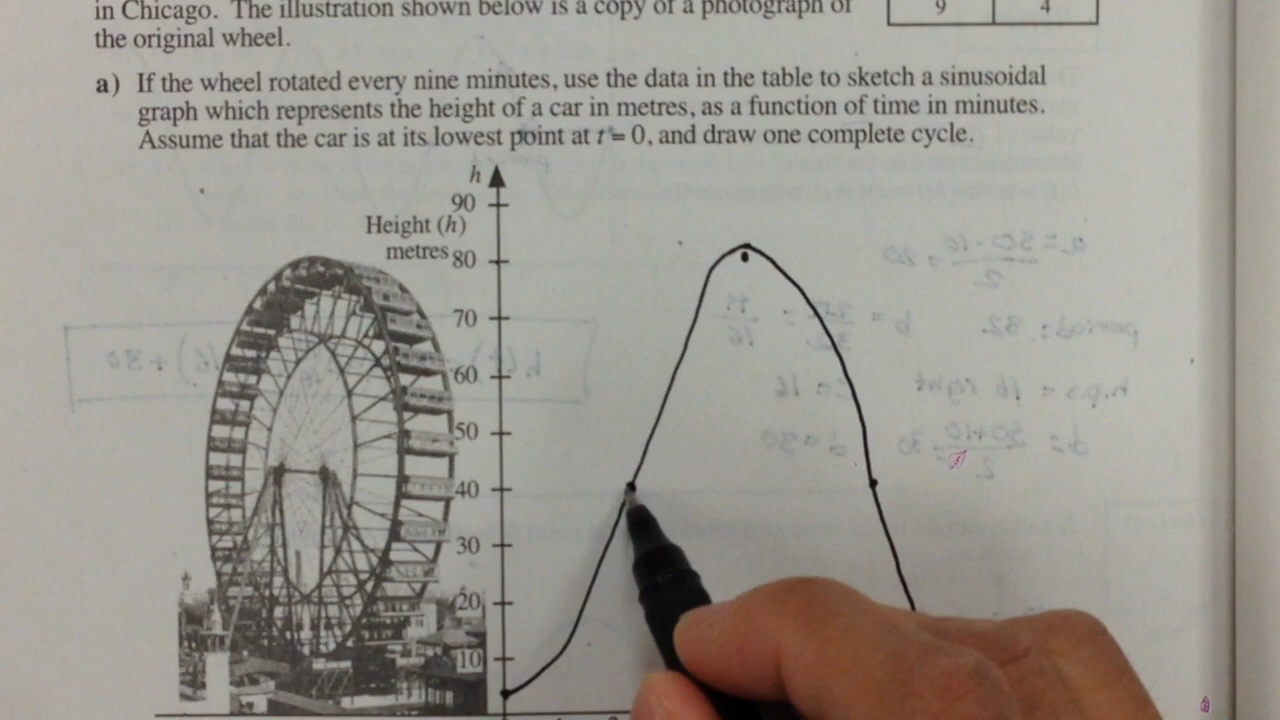 in Chicago. The illustration shown below is a copy of a photograph of
the original wheel.
9 4
a) If the wheel rotated every nine minutes, use the data in the table to sketch a sinusoidal
graph which represents the height of a car in metres, as a function of time in minutes.
Assume that the car is at its lowest point at t = 0, and draw one complete cycle.
h
90
Height (h)
metres 80
70
60
50
40
30
20
10